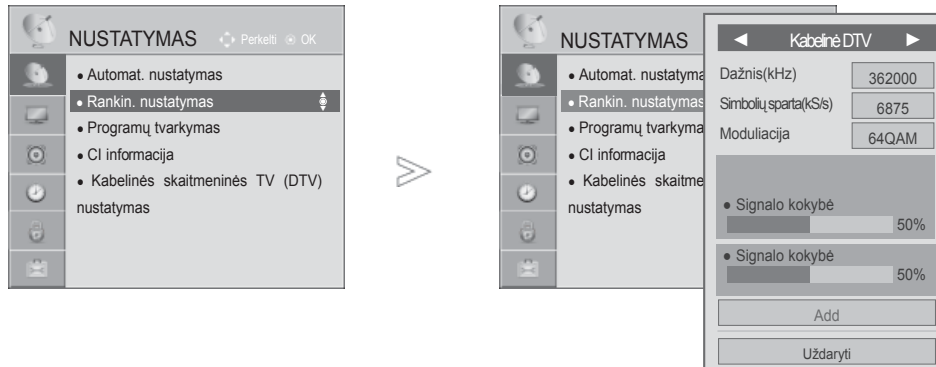 NUSTATYMAS Perkelti OK
• Automat. nustatymas
• Rankin. nustatymas
• Programų tvarkymas
• CI informacija
• Kabelinės skaitmeninės TV (DTV)
nustatymas
>
NUSTATYMAS
• Automat. nustatyma
• Rankin. nustatymas
• Programų tvarkyma
• CI informacija
• Kabelinės skaitme
nustatymas
◄ Kabelinė DTV ►
Dažnis(kHz) 362000
Simbolių sparta(kS/s) 6875
Moduliacija 64QAM
• Signalo kokybė
50%
• Signalo kokybė
50%
Add
Uždaryti